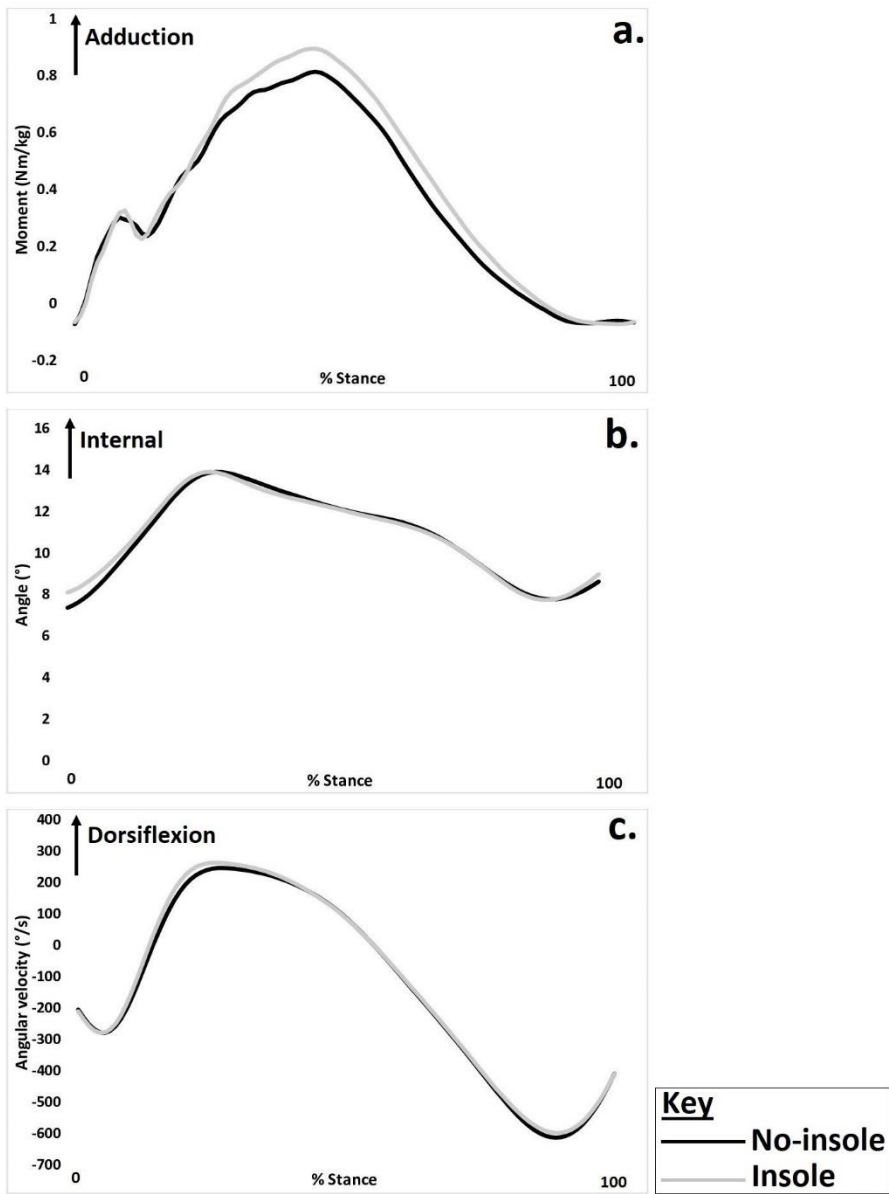 a.
Adduction
Moment (Nm/kg)
1
0.8
0.6
0.4
0.2
0
-0.2
0
% Stance
100
b.
Internal
Angle (°)
16
14
12
10
8
6
4
2
0
0
% Stance
100
c.
Dorsiflexion
Angular velocity (°/s)
400
300
200
100
0
-100
-200
-300
-400
-500
-600
-700
0
% Stance
100
Key
No-insole
Insole